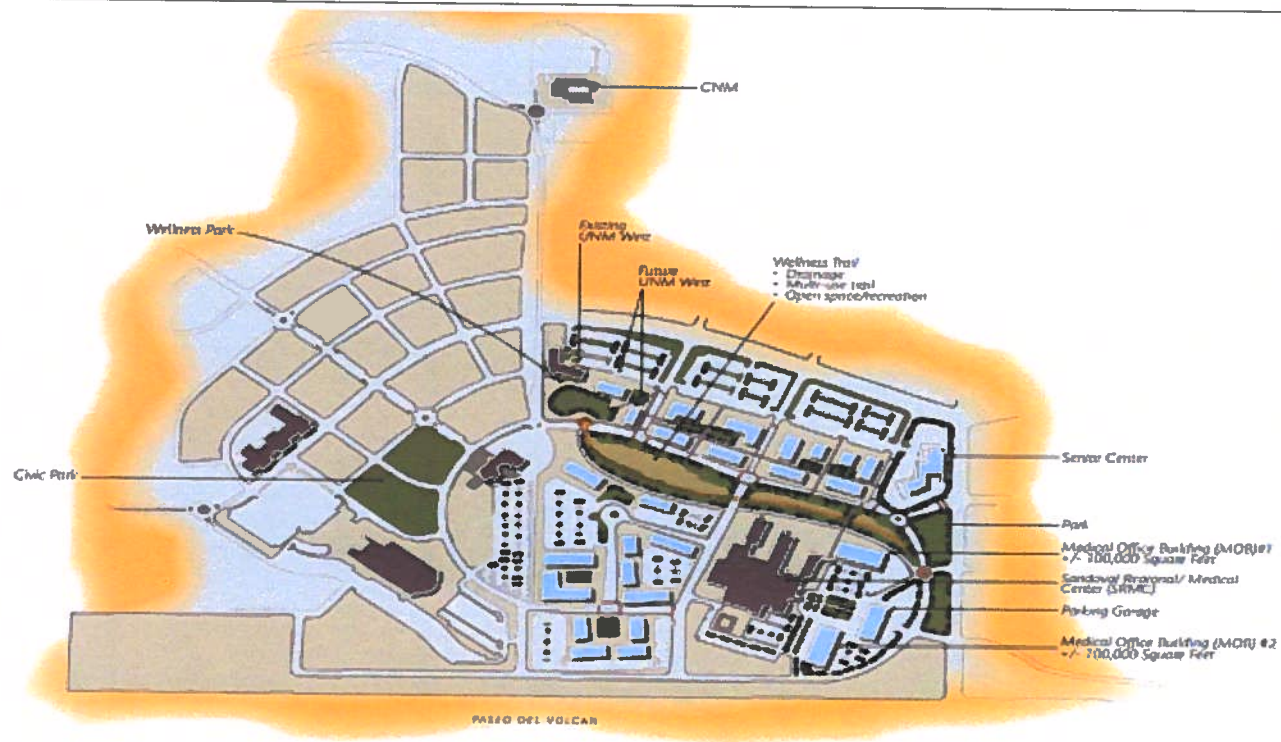 CNM
Wellness Park
Existing
UNM West
Future
UNM West
Wellness Trail
• Drainage
• Multi-use trail
• Open space/recreation
Civic Park
Senior Center
Park
Medical Office Building (MOB)#1
+/- 100,000 Square Feet
Sandoval Regional/ Medical
Center (SRMC)
Parking Garage
Medical Office Building (MOB) #2
+/- 100,000 Square Feet
PASEO DEL VOLCAN